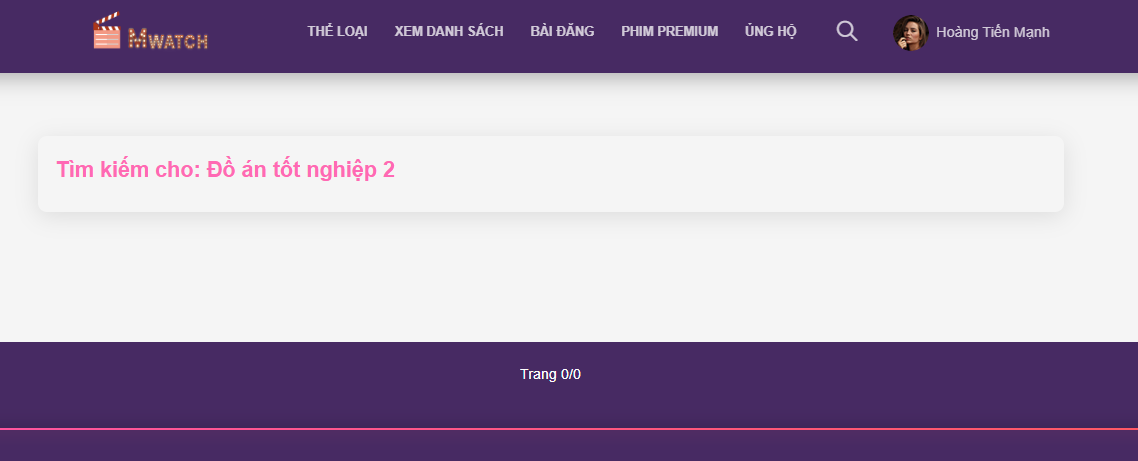 MWATCH
THỂ LOẠI
XEM DANH SÁCH
BÀI ĐĂNG
PHIM PREMIUM
ỦNG HỘ
Hoàng Tiến Mạnh
Tìm kiếm cho: Đồ án tốt nghiệp 2
Trang 0/0